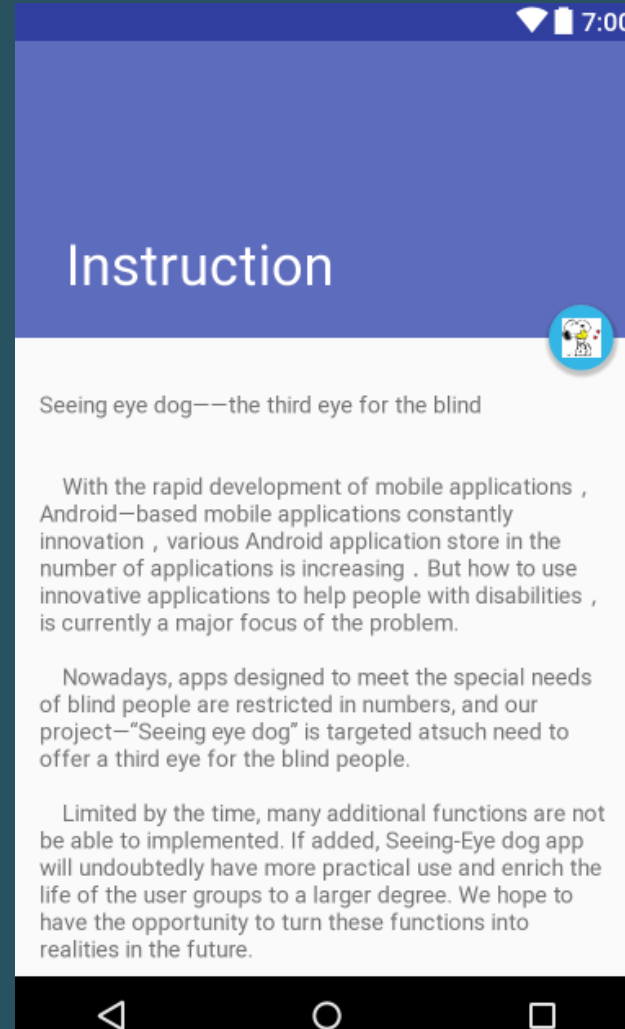 7:00
Instruction
Seeing eye dog——the third eye for the blind
With the rapid development of mobile applications ,
Android—based mobile applications constantly
innovation , various Android application store in the
number of applications is increasing . But how to use
innovative applications to help people with disabilities ,
is currently a major focus of the problem.
Nowadays, apps designed to meet the special needs
of blind people are restricted in numbers, and our
project—“Seeing eye dog” is targeted atsuch need to
offer a third eye for the blind people.
Limited by the time, many additional functions are not
be able to implemented. If added, Seeing-Eye dog app
will undoubtedly have more practical use and enrich the
life of the user groups to a larger degree. We hope to
have the opportunity to turn these functions into
realities in the future.